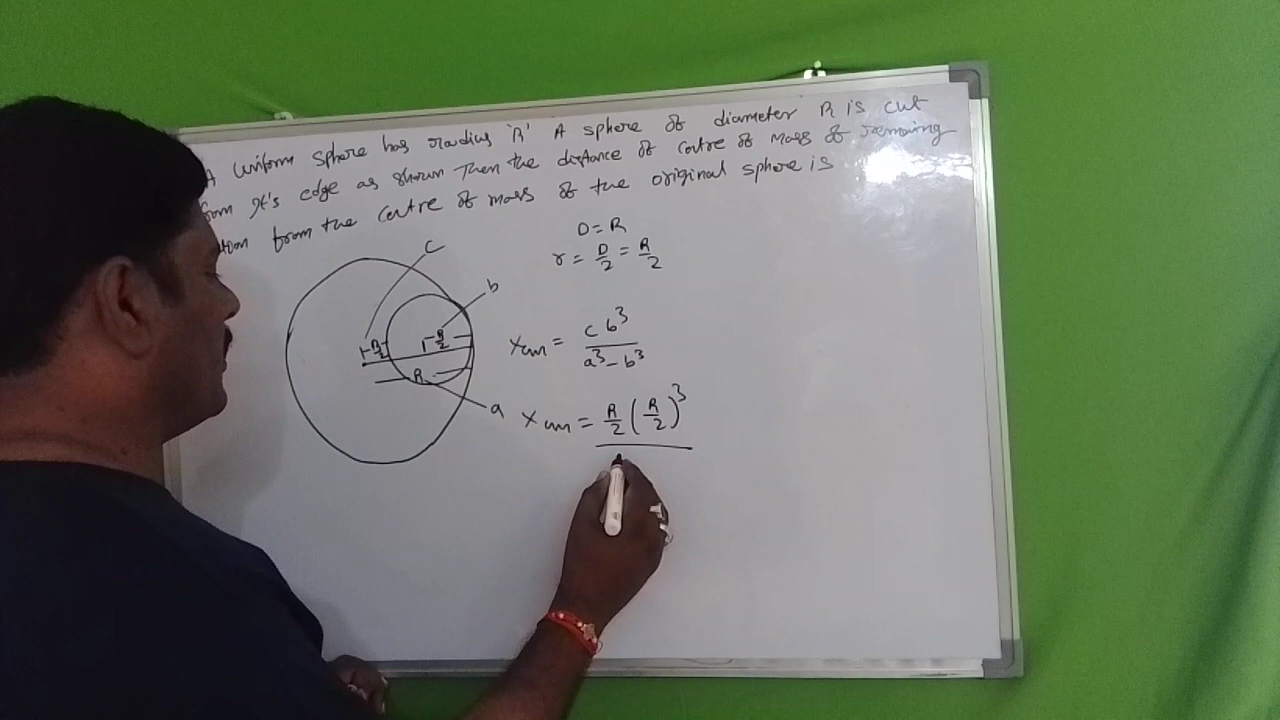 A uniform sphere has radius 'R' A sphere of diameter R is cut
from It's edge as shown Then the distance of centre of mass of remaining
tion from the centre of mass of the original sphere is
D = R
r = D/2 = R/2
c
b
R/2
R/2
R
a
xcm = cb³/a³-b³
xcm = R/2(R/2)³